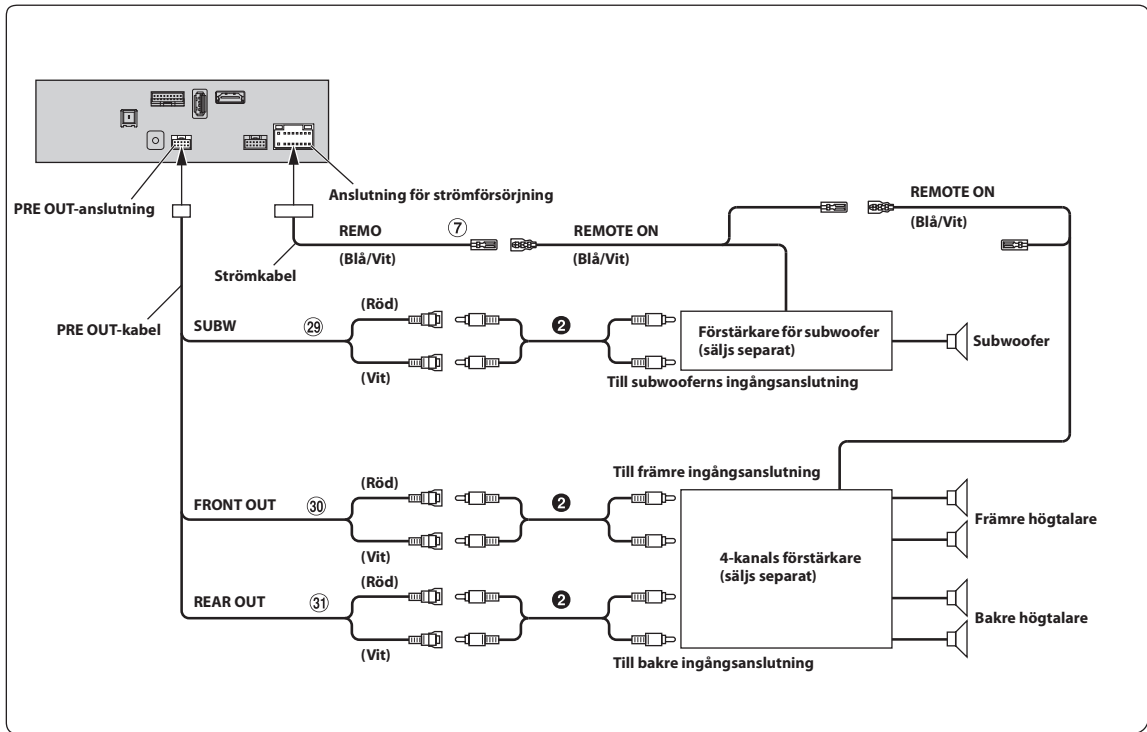 PRE OUT-anslutning
Anslutning för strömförsörjning
REMOTE ON
(Blå/Vit)
REMO
⑦
(Blå/Vit)
REMOTE ON
(Blå/Vit)
Strömkabel
PRE OUT-kabel
SUBW
㉙
(Röd)
(Vit)
❷
Förstärkare för subwoofer
(säljs separat)
Subwoofer
Till subwooferns ingångsanslutning
Till främre ingångsanslutning
FRONT OUT
㉚
(Röd)
(Vit)
❷
4-kanals förstärkare
(säljs separat)
Främre högtalare
REAR OUT
㉛
(Röd)
(Vit)
❷
Bakre högtalare
Till bakre ingångsanslutning